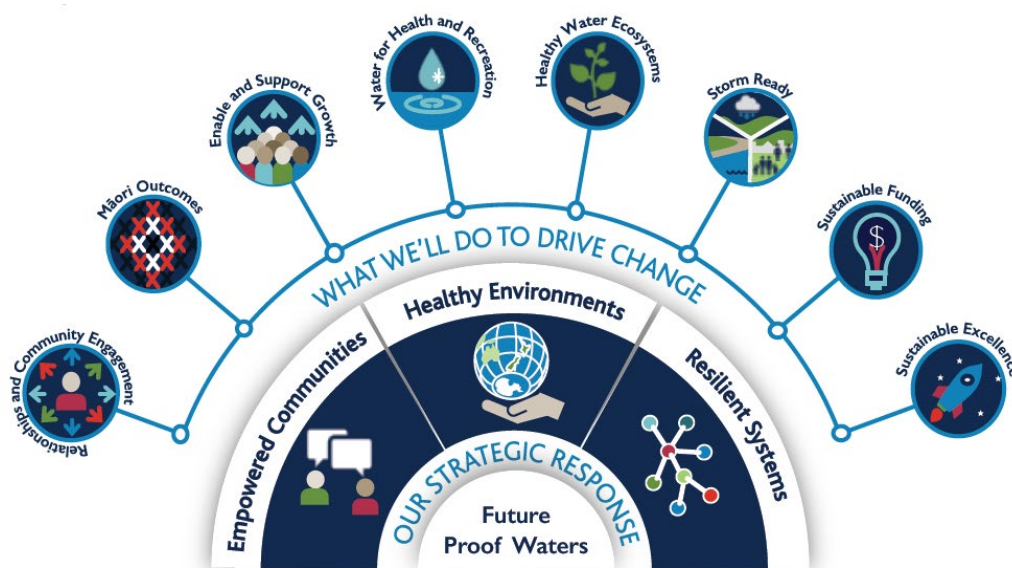 Relationships and Community Engagement
Māori Outcomes
Enable and Support Growth
Water for Health and Recreation
Healthy Water Ecosystems
Storm Ready
Sustainable Funding
$
Sustainable Excellence
WHAT WE'LL DO TO DRIVE CHANGE
Empowered Communities
Healthy Environments
Resilient Systems
OUR STRATEGIC RESPONSE
Future
Proof Waters